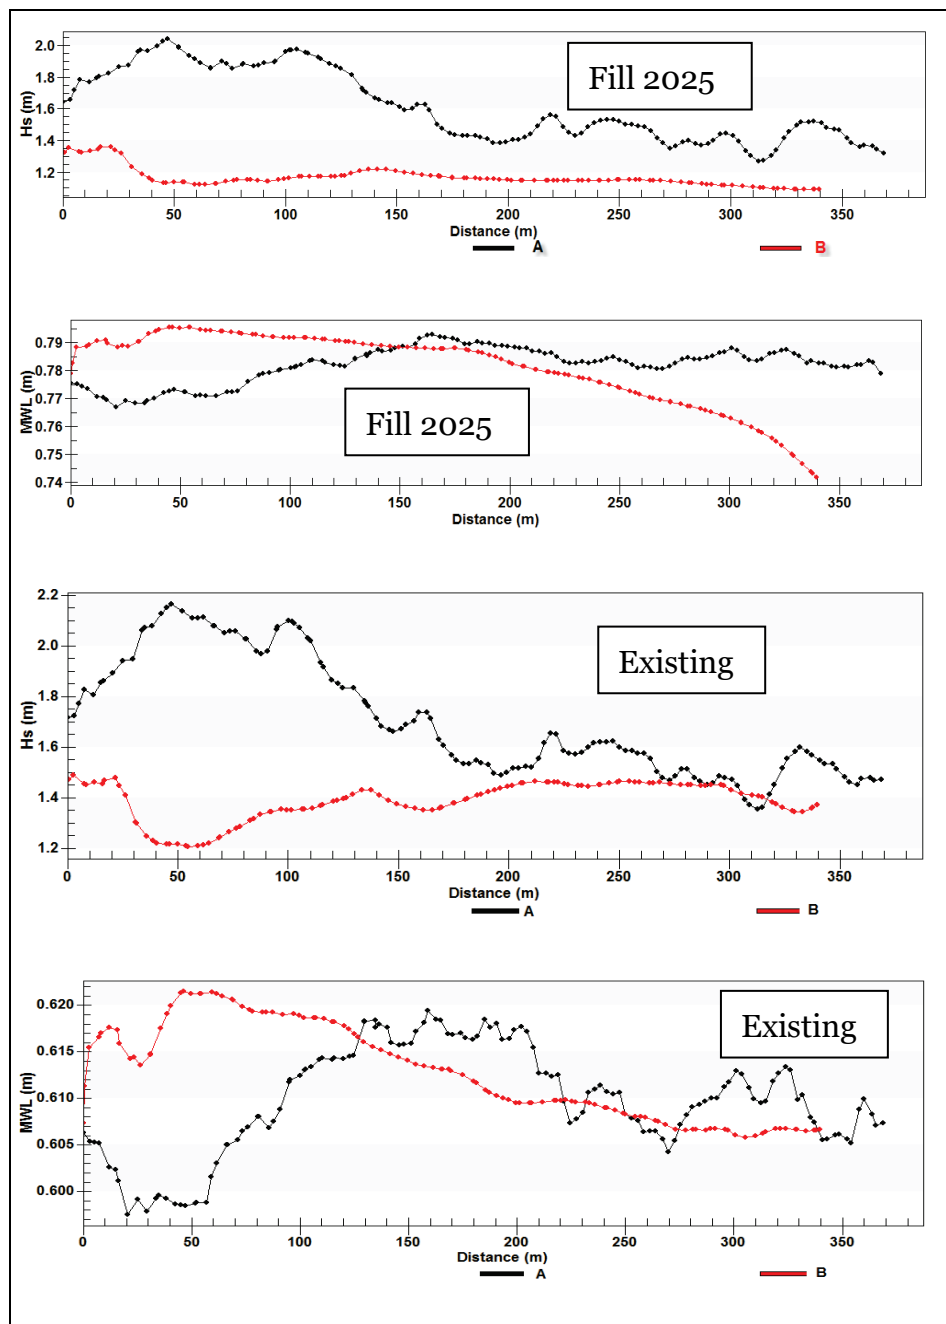 2.0
1.8
1.6
1.4
1.2
Hs (m)
Fill 2025
0 50 100 150 200 250 300 350
Distance (m)
A B
0.79
0.78
0.77
0.76
0.75
0.74
MWL (m)
Fill 2025
0 50 100 150 200 250 300 350
Distance (m)
2.2
2.0
1.8
1.6
1.4
1.2
Hs (m)
Existing
0 50 100 150 200 250 300 350
Distance (m)
A B
0.620
0.615
0.610
0.605
0.600
MWL (m)
Existing
0 50 100 150 200 250 300 350
Distance (m)
A B